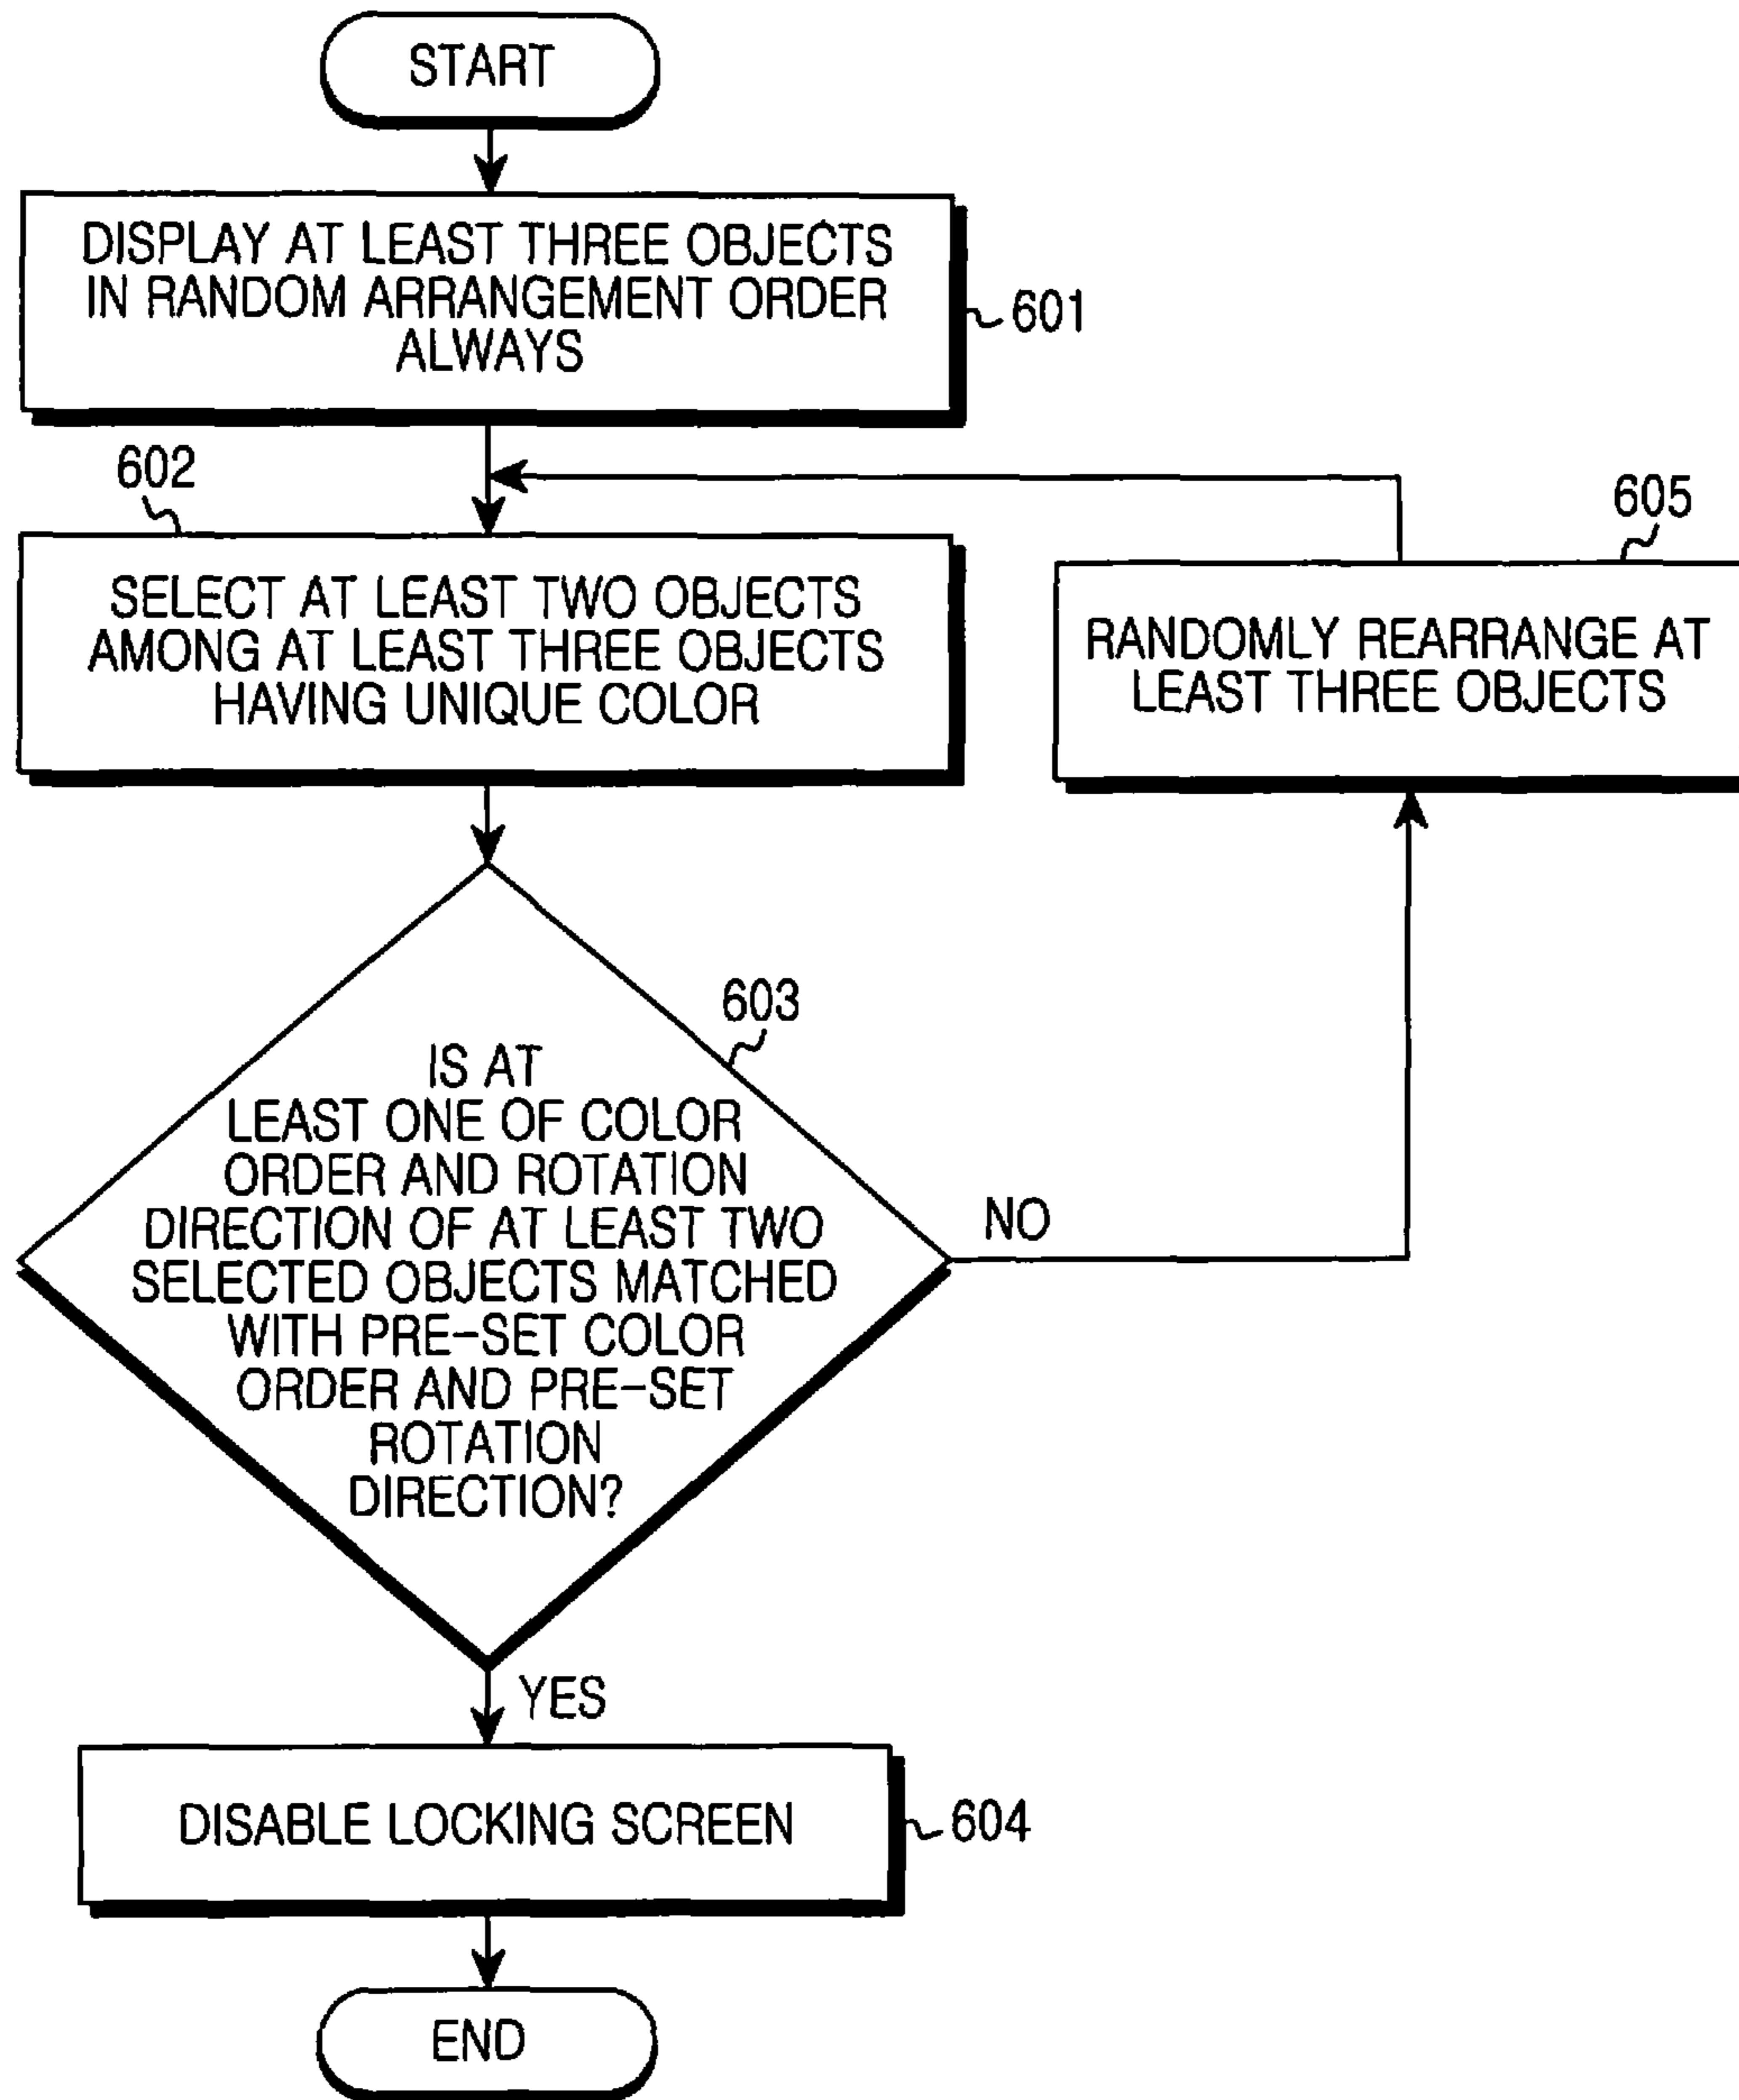 START
DISPLAY AT LEAST THREE OBJECTS
IN RANDOM ARRANGEMENT ORDER
ALWAYS
601
602
SELECT AT LEAST TWO OBJECTS
AMONG AT LEAST THREE OBJECTS
HAVING UNIQUE COLOR
605
RANDOMLY REARRANGE AT
LEAST THREE OBJECTS
603
IS AT
LEAST ONE OF COLOR
ORDER AND ROTATION
DIRECTION OF AT LEAST TWO
SELECTED OBJECTS MATCHED
WITH PRE-SET COLOR
ORDER AND PRE-SET
ROTATION
DIRECTION?
NO
YES
DISABLE LOCKING SCREEN
604
END